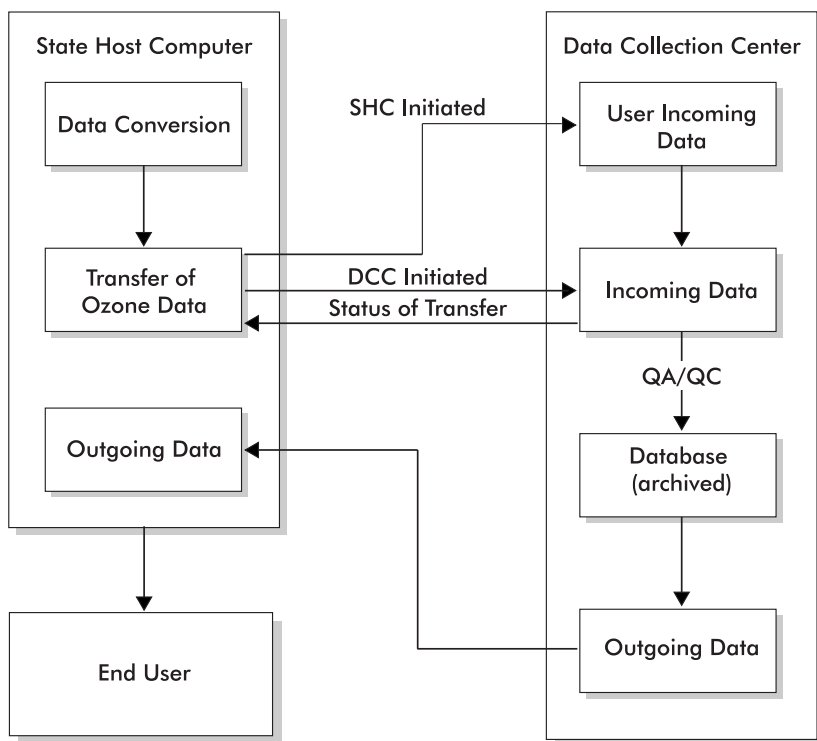 State Host Computer
Data Conversion
Transfer of
Ozone Data
Outgoing Data
End User
SHC Initiated
DCC Initiated
Status of Transfer
Data Collection Center
User Incoming
Data
Incoming Data
QA/QC
Database
(archived)
Outgoing Data